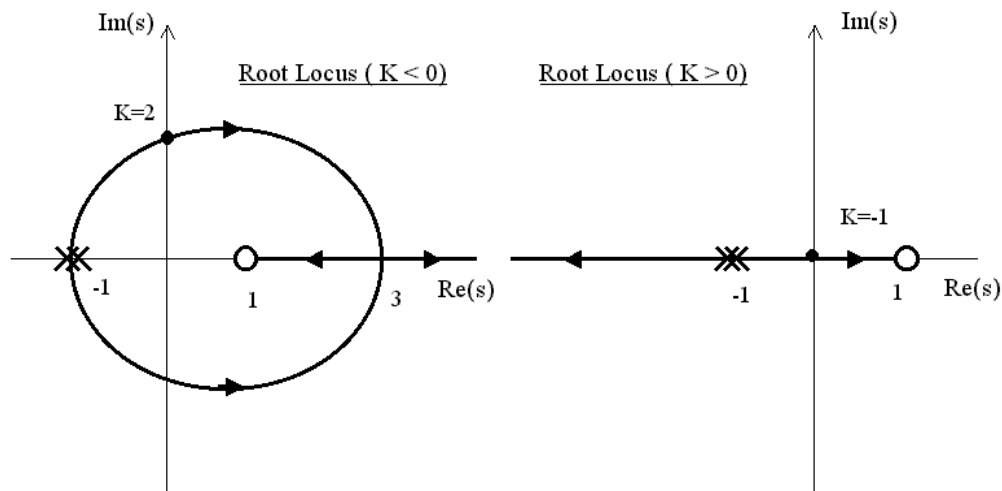 Im(s)
Root Locus ( K < 0)
K=2
-1
1
3
Re(s)
Im(s)
Root Locus ( K > 0)
K=-1
-1
1
Re(s)